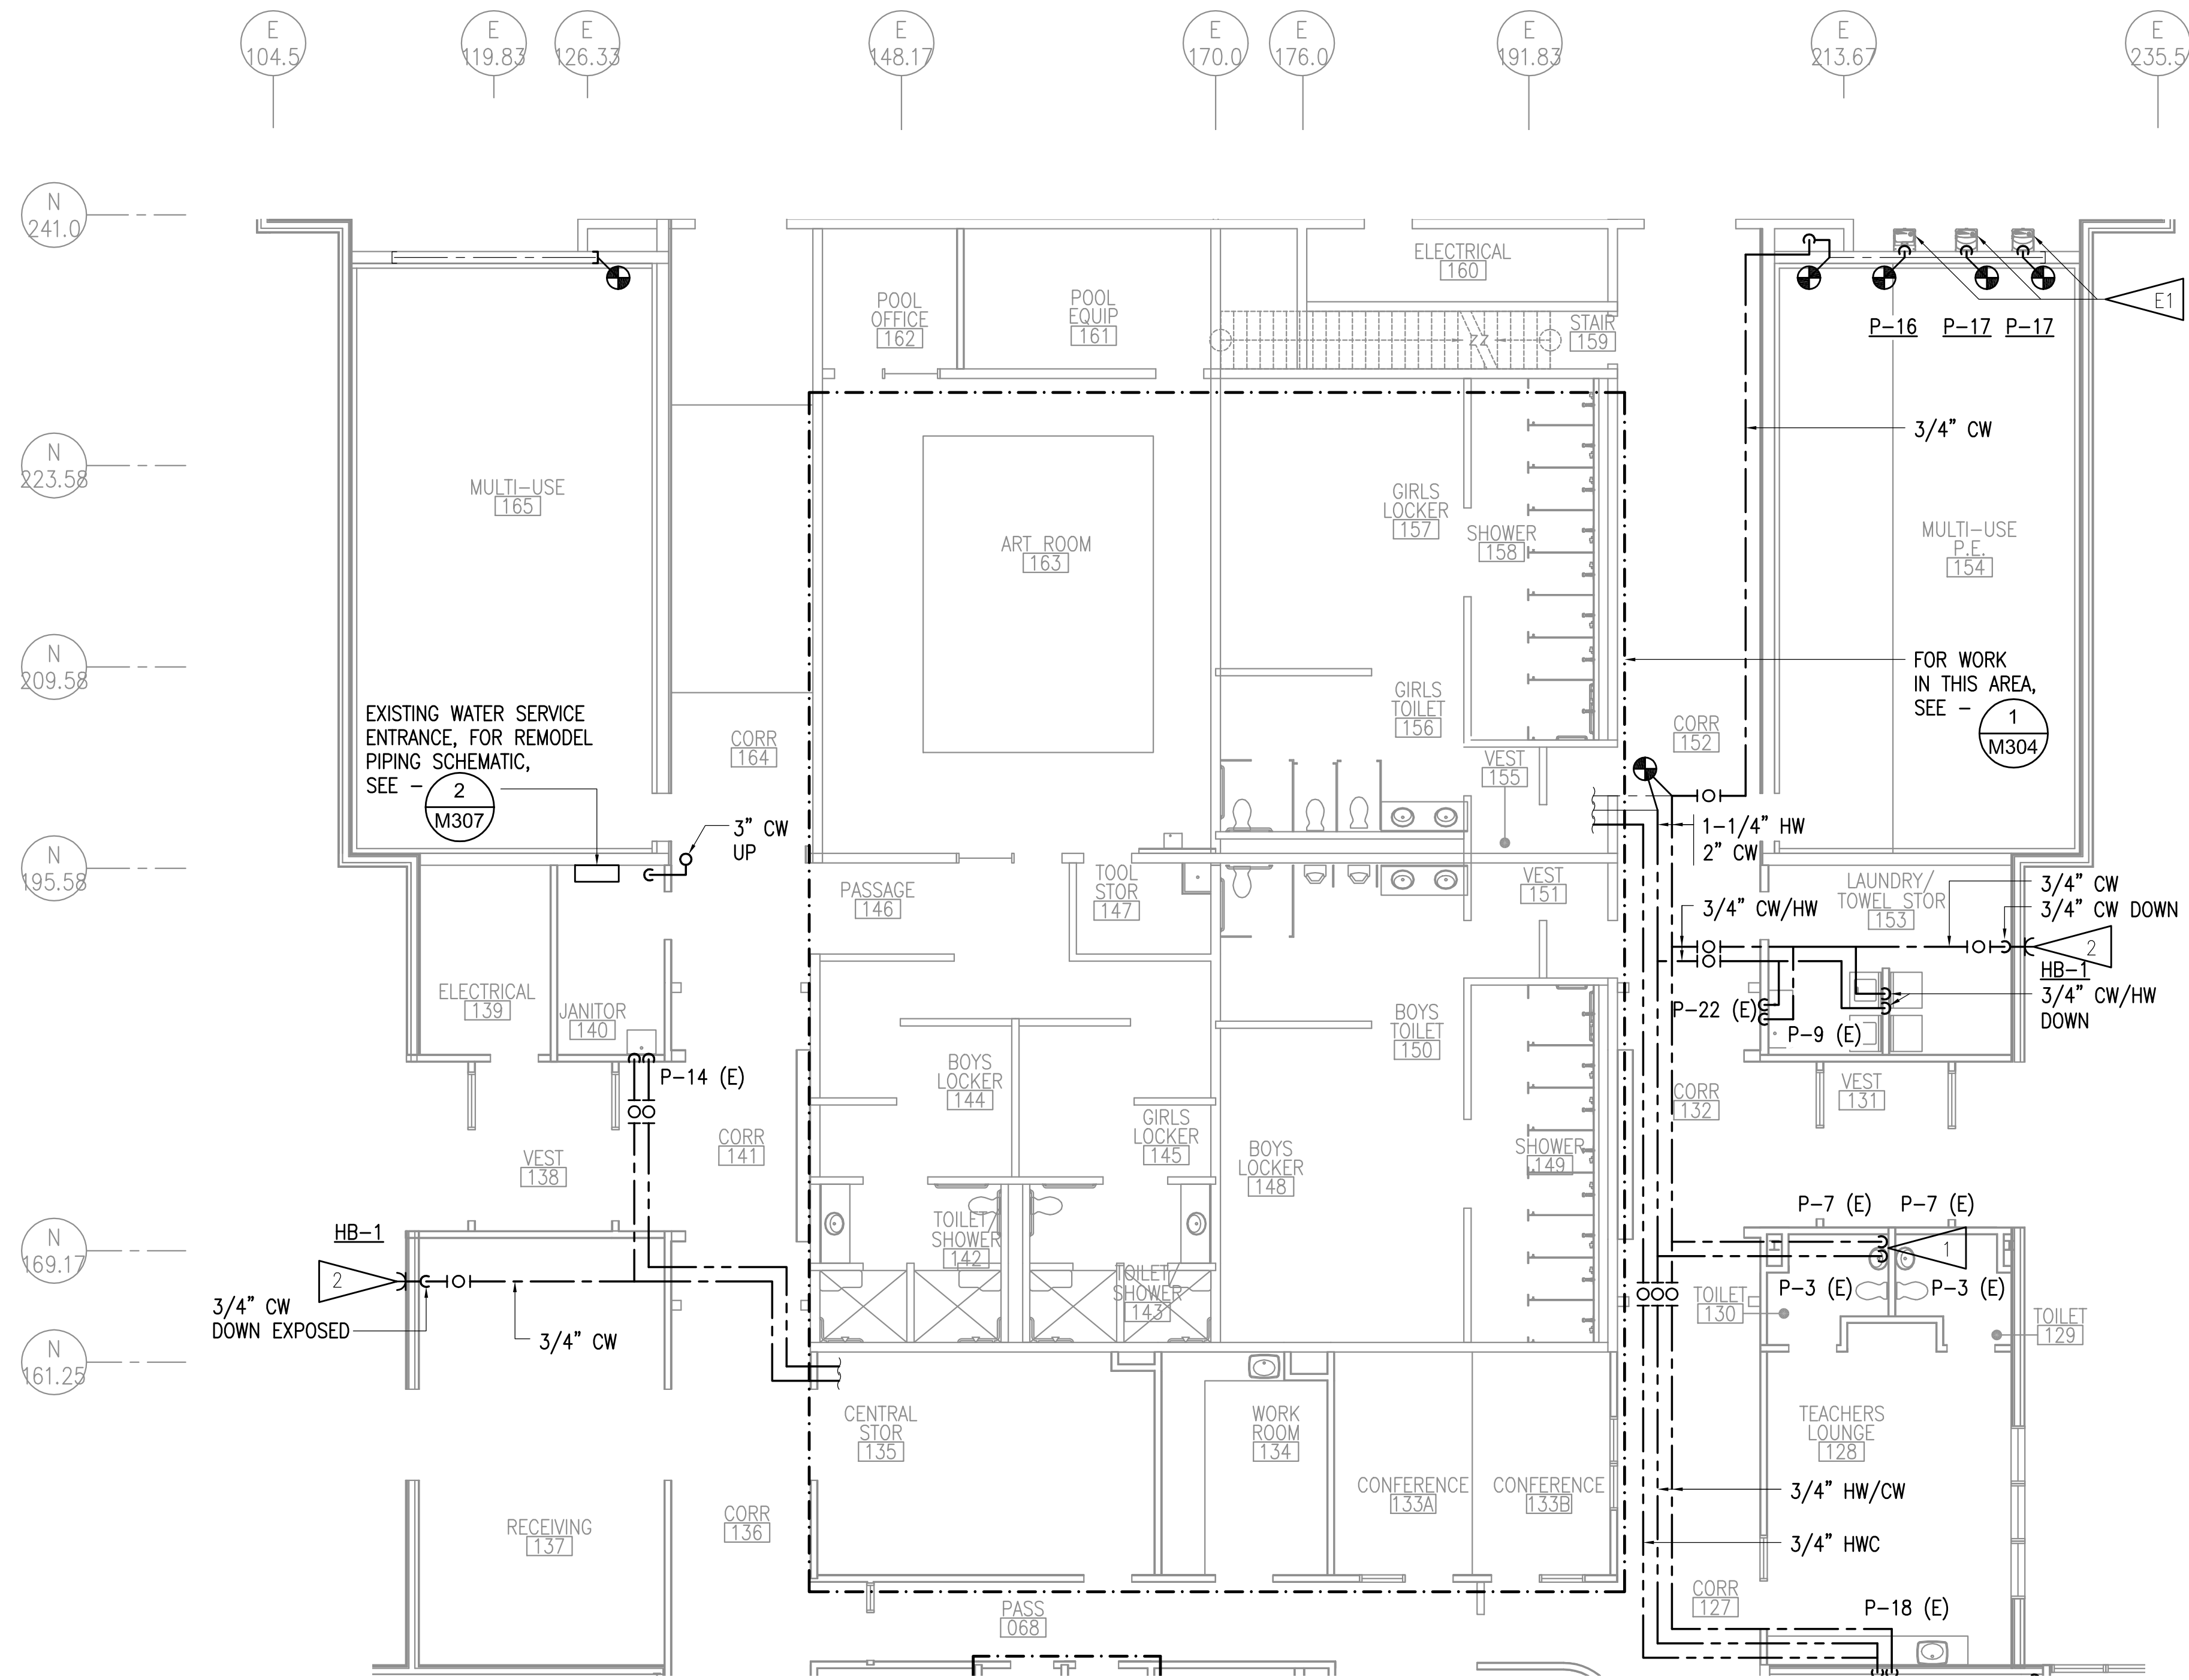 E
104.5
E
119.83
E
126.33
E
148.17
E
170.0
E
176.0
E
191.83
E
213.67
E
235.5
N
241.0
N
223.58
N
209.58
N
195.58
N
169.17
N
161.25
ELECTRICAL
160
POOL
OFFICE
162
POOL
EQUIP
161
STAIR
159
ZZ
P-16
P-17
P-17
E1
3/4" CW
MULTI-USE
165
ART ROOM
163
GIRLS
LOCKER
157
SHOWER
158
MULTI-USE
P.E.
154
FOR WORK
IN THIS AREA,
SEE -
1
M304
EXISTING WATER SERVICE
ENTRANCE, FOR REMODEL
PIPING SCHEMATIC,
SEE -
2
M307
CORR
164
GIRLS
TOILET
156
CORR
152
VEST
155
3" CW
UP
1-1/4" HW
2" CW
PASSAGE
146
TOOL
STOR
147
VEST
151
3/4" CW/HW
LAUNDRY/
TOWEL STOR
153
3/4" CW
3/4" CW DOWN
2
HB-1
3/4" CW/HW
DOWN
ELECTRICAL
139
JANITOR
140
BOYS
TOILET
150
P-22 (E)
P-9 (E)
P-14 (E)
BOYS
LOCKER
144
GIRLS
LOCKER
145
CORR
132
VEST
131
VEST
138
CORR
141
BOYS
LOCKER
148
SHOWER
149
HB-1
2
3/4" CW
DOWN EXPOSED
3/4" CW
TOILET/
SHOWER
142
TOILET/
SHOWER
143
P-7 (E)
P-7 (E)
1
P-3 (E)
P-3 (E)
TOILET
130
TOILET
129
CENTRAL
STOR
135
WORK
ROOM
134
TEACHERS
LOUNGE
128
CONFERENCE
133A
CONFERENCE
133B
3/4" HW/CW
3/4" HWC
RECEIVING
137
CORR
136
CORR
127
P-18 (E)
PASS
068